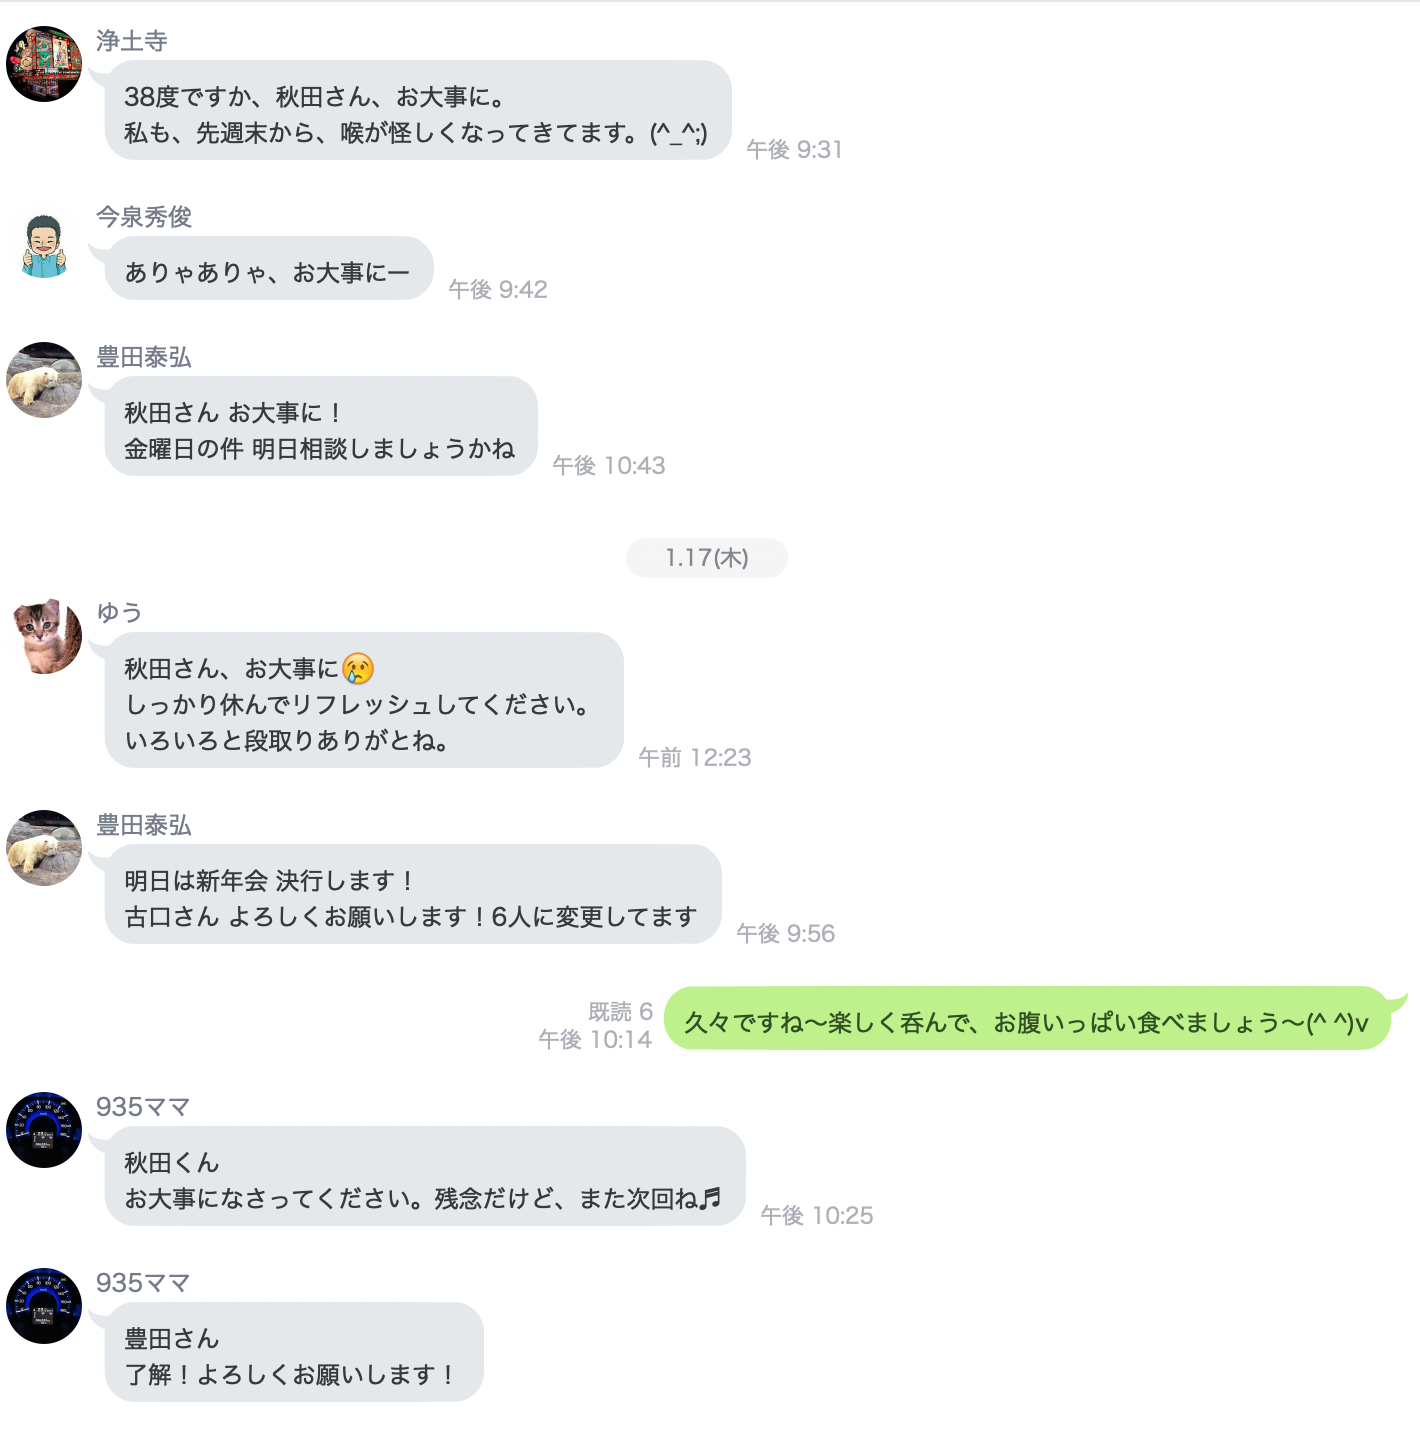 浄土寺
38度ですか、秋田さん、お大事に。
私も、先週末から、喉が怪しくなってきてます。(^_^;)
午後 9:31
今泉秀俊
ありゃありゃ、お大事にー
午後 9:42
豊田泰弘
秋田さん お大事に！
金曜日の件 明日相談しましょうかね
午後 10:43
1.17(木)
ゆう
秋田さん、お大事に😢
しっかり休んでリフレッシュしてください。
いろいろと段取りありがとね。
午前 12:23
豊田泰弘
明日は新年会 決行します！
古口さん よろしくお願いします！6人に変更してます
午後 9:56
久々ですね〜楽しく呑んで、お腹いっぱい食べましょう〜(^ ^)v
既読 6
午後 10:14
935ママ
秋田くん
お大事になさってください。残念だけど、また次回ね♬
午後 10:25
935ママ
豊田さん
了解！よろしくお願いします！